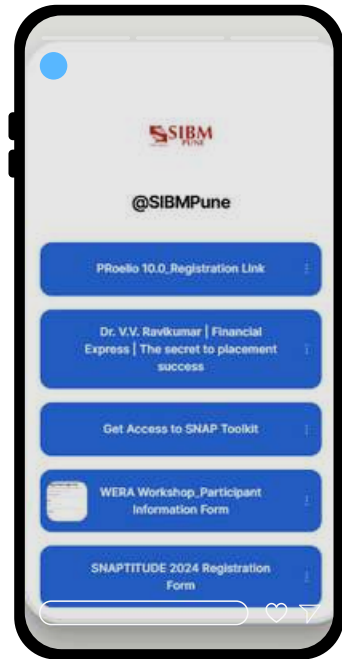 SIBM
PUNE
@SIBMPune
PRoelio 10.0_Registration Link
Dr. V.V. Ravikumar | Financial
Express | The secret to placement
success
Get Access to SNAP Toolkit
WERA Workshop_Participant
Information Form
SNAPTITUDE 2024 Registration
Form